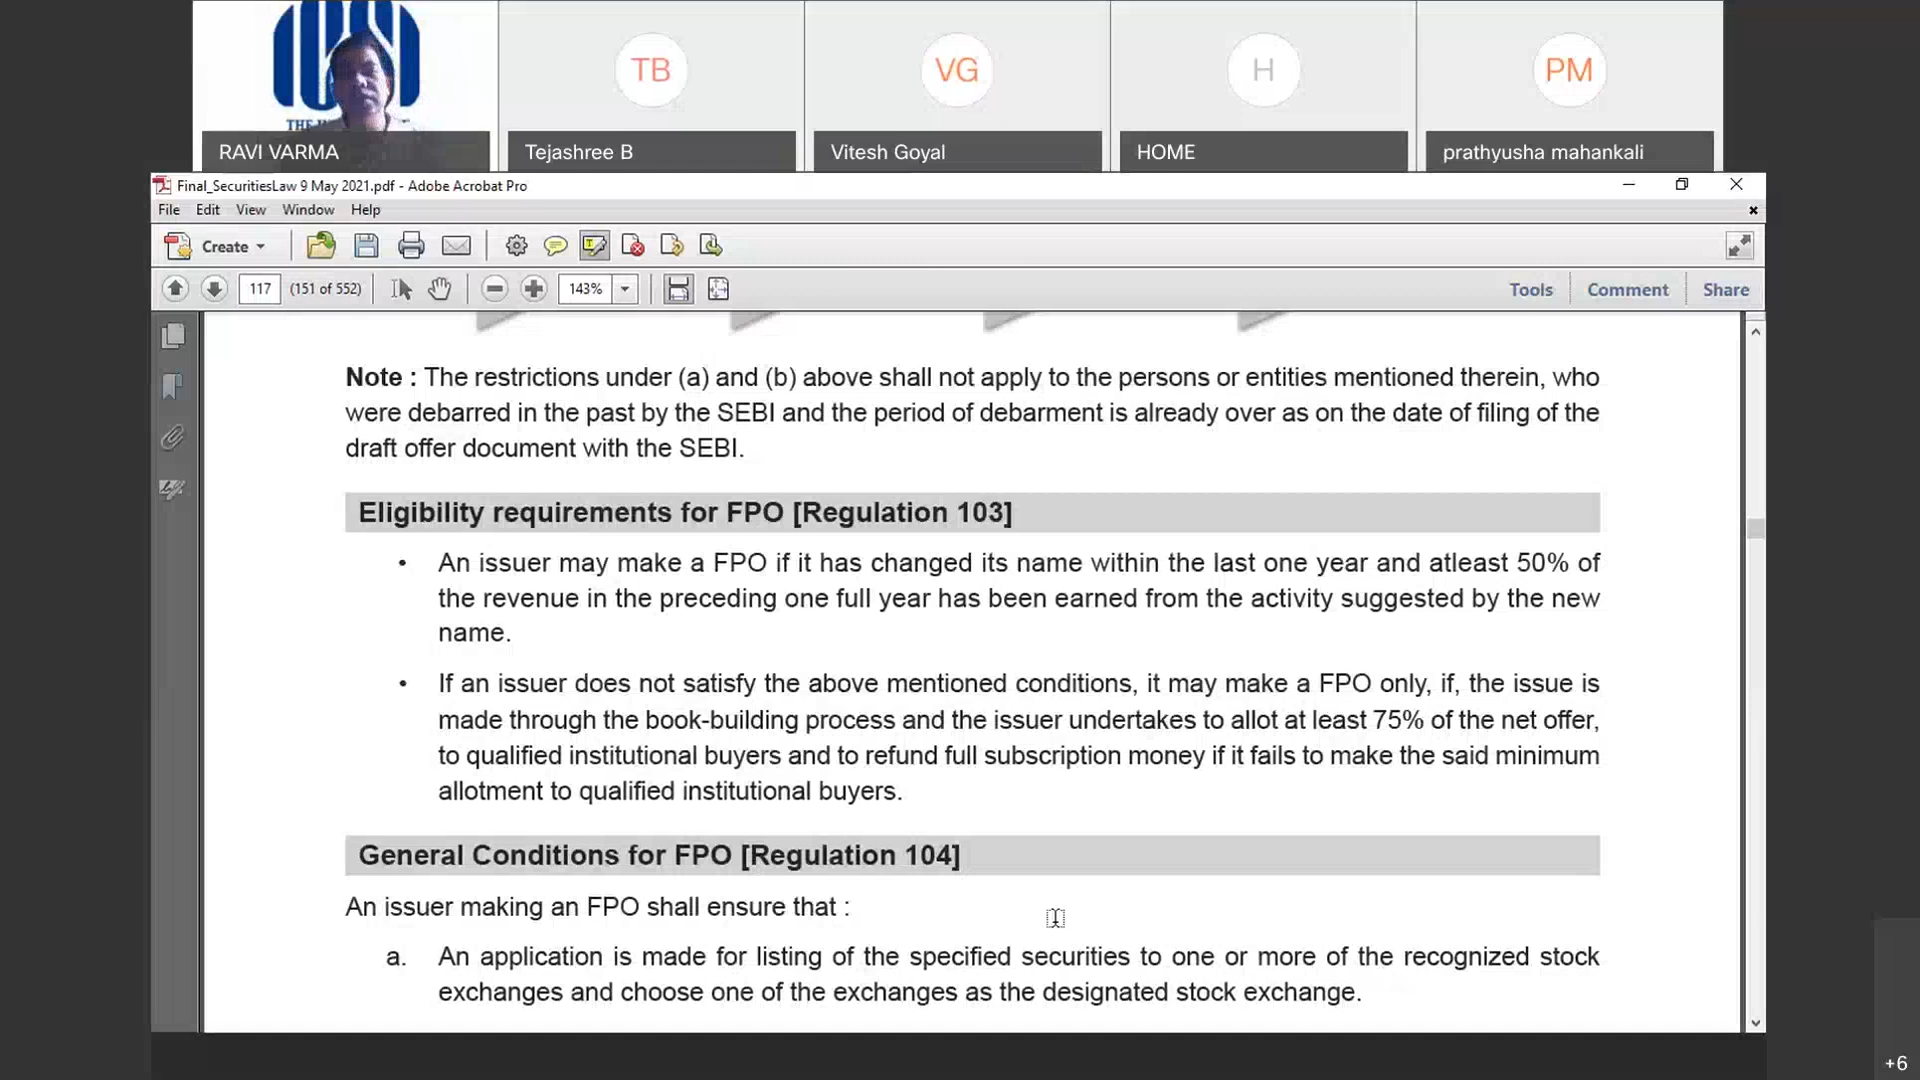 TB
VG
H
PM
RAVI VARMA
Tejashree B
Vitesh Goyal
HOME
prathyusha mahankali
Final_SecuritiesLaw 9 May 2021.pdf - Adobe Acrobat Pro
File Edit View Window Help
Create
117 (151 of 552) 143% Tools Comment Share
Note : The restrictions under (a) and (b) above shall not apply to the persons or entities mentioned therein, who
were debarred in the past by the SEBI and the period of debarment is already over as on the date of filing of the
draft offer document with the SEBI.
Eligibility requirements for FPO [Regulation 103]
• An issuer may make a FPO if it has changed its name within the last one year and atleast 50% of
the revenue in the preceding one full year has been earned from the activity suggested by the new
name.
• If an issuer does not satisfy the above mentioned conditions, it may make a FPO only, if, the issue is
made through the book-building process and the issuer undertakes to allot at least 75% of the net offer,
to qualified institutional buyers and to refund full subscription money if it fails to make the said minimum
allotment to qualified institutional buyers.
General Conditions for FPO [Regulation 104]
An issuer making an FPO shall ensure that :
a. An application is made for listing of the specified securities to one or more of the recognized stock
exchanges and choose one of the exchanges as the designated stock exchange.
+6